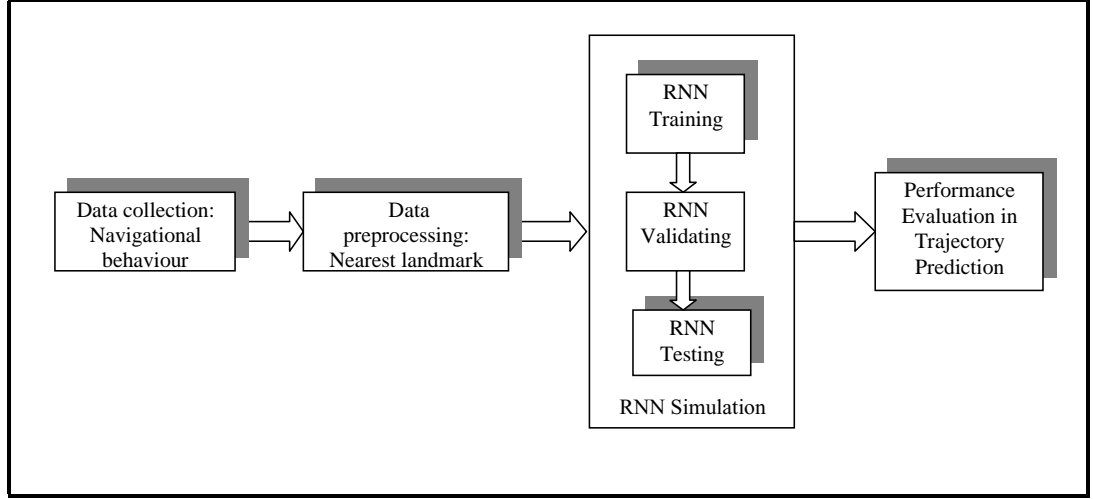 Data collection:
Navigational
behaviour
Data
preprocessing:
Nearest landmark
RNN
Training
RNN
Validating
RNN
Testing
RNN Simulation
Performance
Evaluation in
Trajectory
Prediction